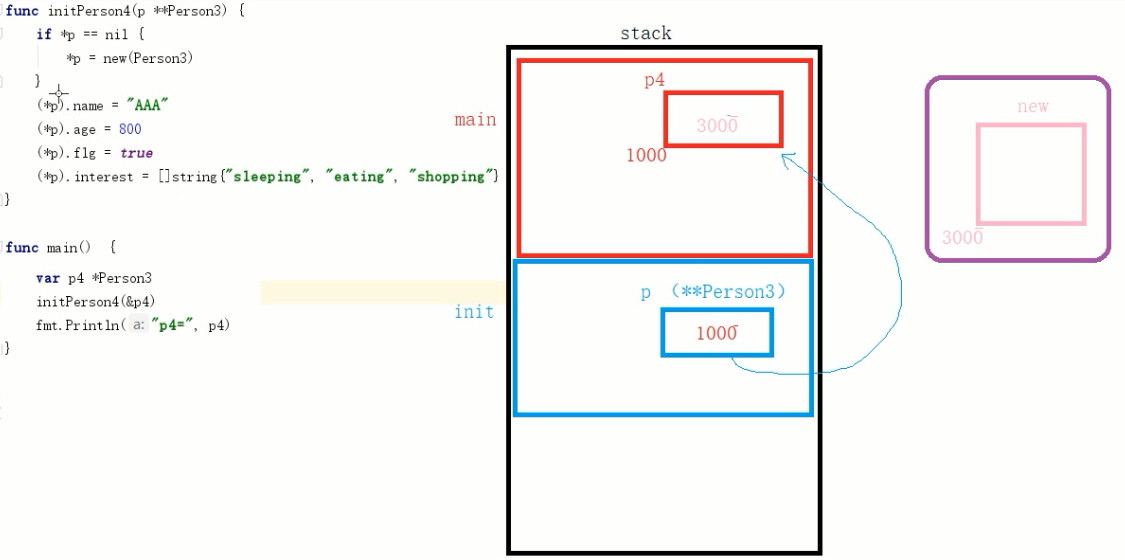 func initPerson4(p **Person3) {
if *p == nil {
*p = new(Person3)
}
(*p).name = "AAA"
(*p).age = 800
(*p).flg = true
(*p).interest = []string{"sleeping", "eating", "shopping"}
}
func main() {
var p4 *Person3
initPerson4(&p4)
fmt.Println( a: "p4=", p4)
}
stack
main
p4
3000
1000
init
p （**Person3）
1000
new
3000